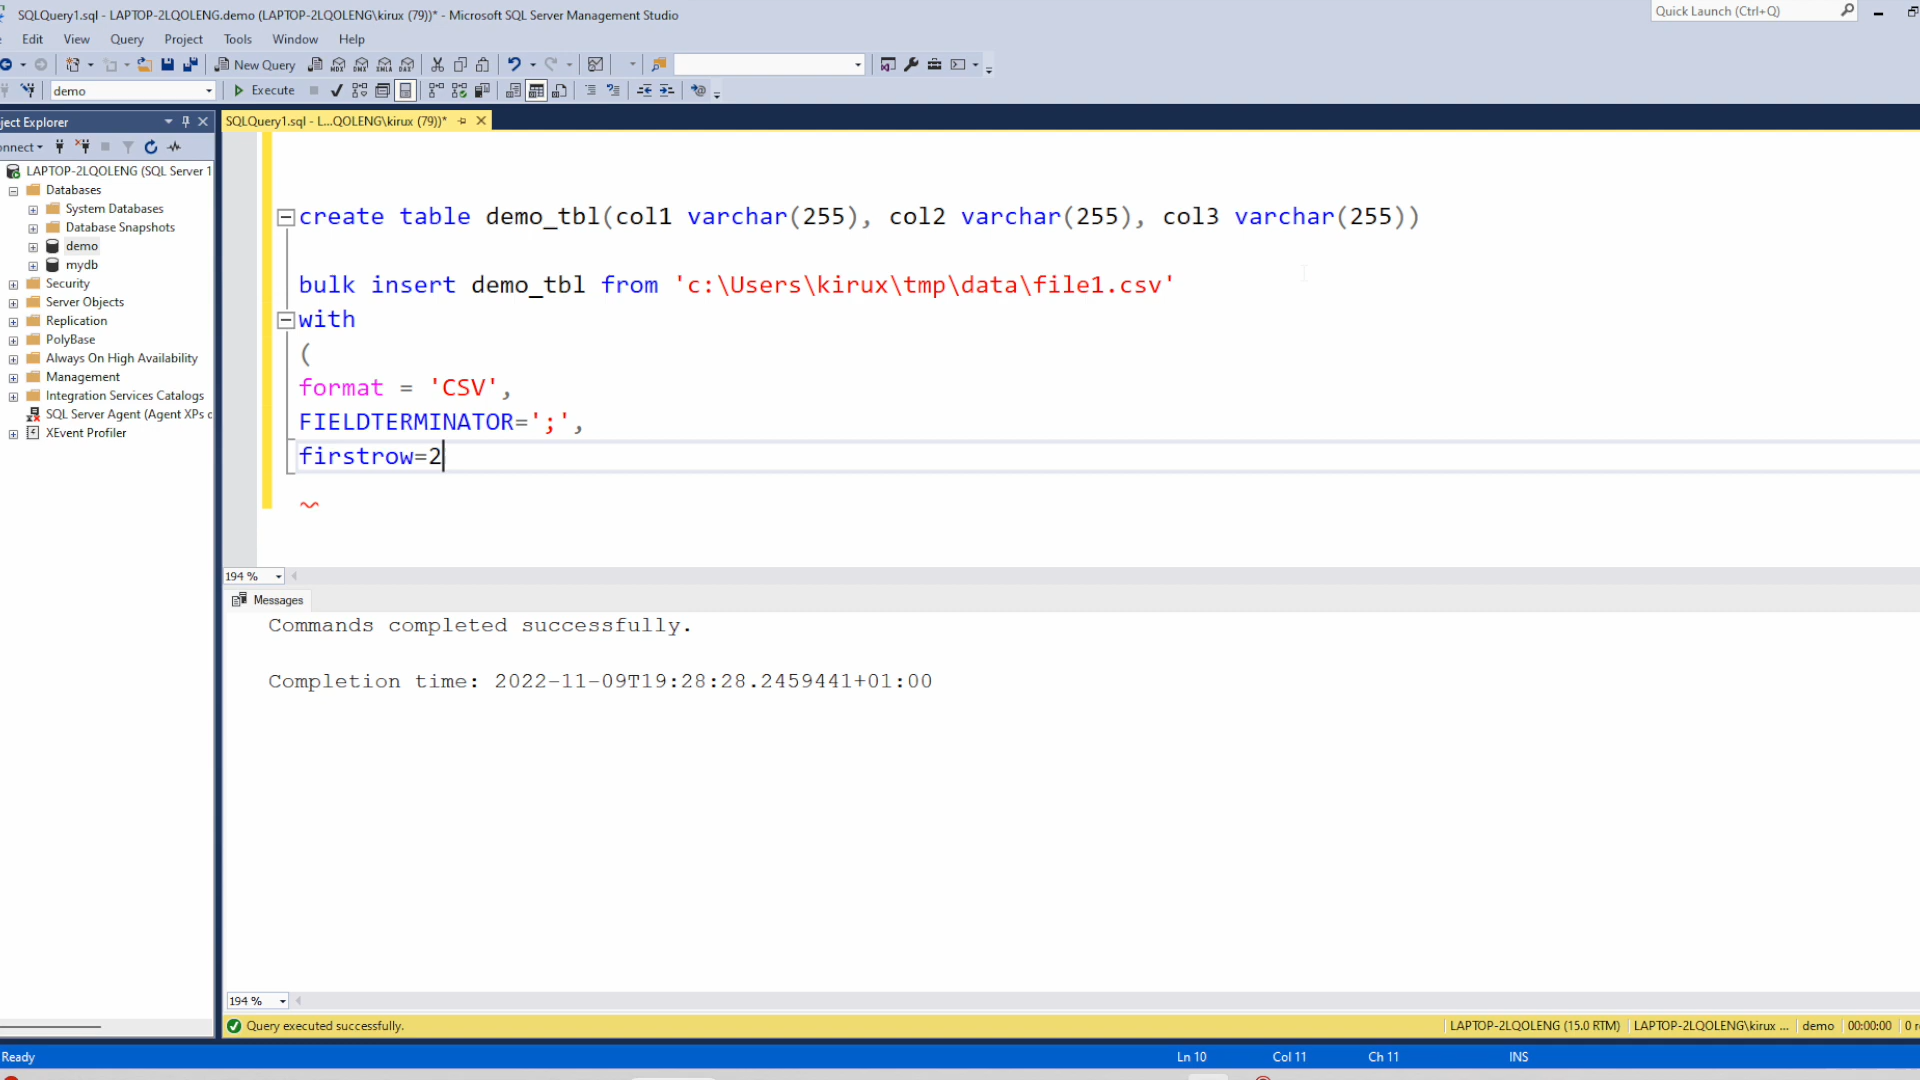 SQLQuery1.sql - LAPTOP-2LQOLENG.demo (LAPTOP-2LQOLENG\kirux (79))* - Microsoft SQL Server Management Studio
Quick Launch (Ctrl+Q)
Edit View Query Project Tools Window Help
New Query
demo
Execute
ject Explorer
SQLQuery1.sql - L...QOLENG\kirux (79))*
onnect
LAPTOP-2LQOLENG (SQL Server 1
Databases
System Databases
Database Snapshots
demo
mydb
Security
Server Objects
Replication
PolyBase
Always On High Availability
Management
Integration Services Catalogs
SQL Server Agent (Agent XPs
XEvent Profiler
create table demo_tbl(col1 varchar(255), col2 varchar(255), col3 varchar(255))
bulk insert demo_tbl from 'c:\Users\kirux\tmp\data\file1.csv'
with
(
format = 'CSV',
FIELDTERMINATOR=';',
firstrow=2
194 %
Messages
Commands completed successfully.
Completion time: 2022-11-09T19:28:28.2459441+01:00
194 %
Query executed successfully.
LAPTOP-2LQOLENG (15.0 RTM) LAPTOP-2LQOLENG\kirux ... demo 00:00:00 0
Ready
Ln 10 Col 11 Ch 11 INS